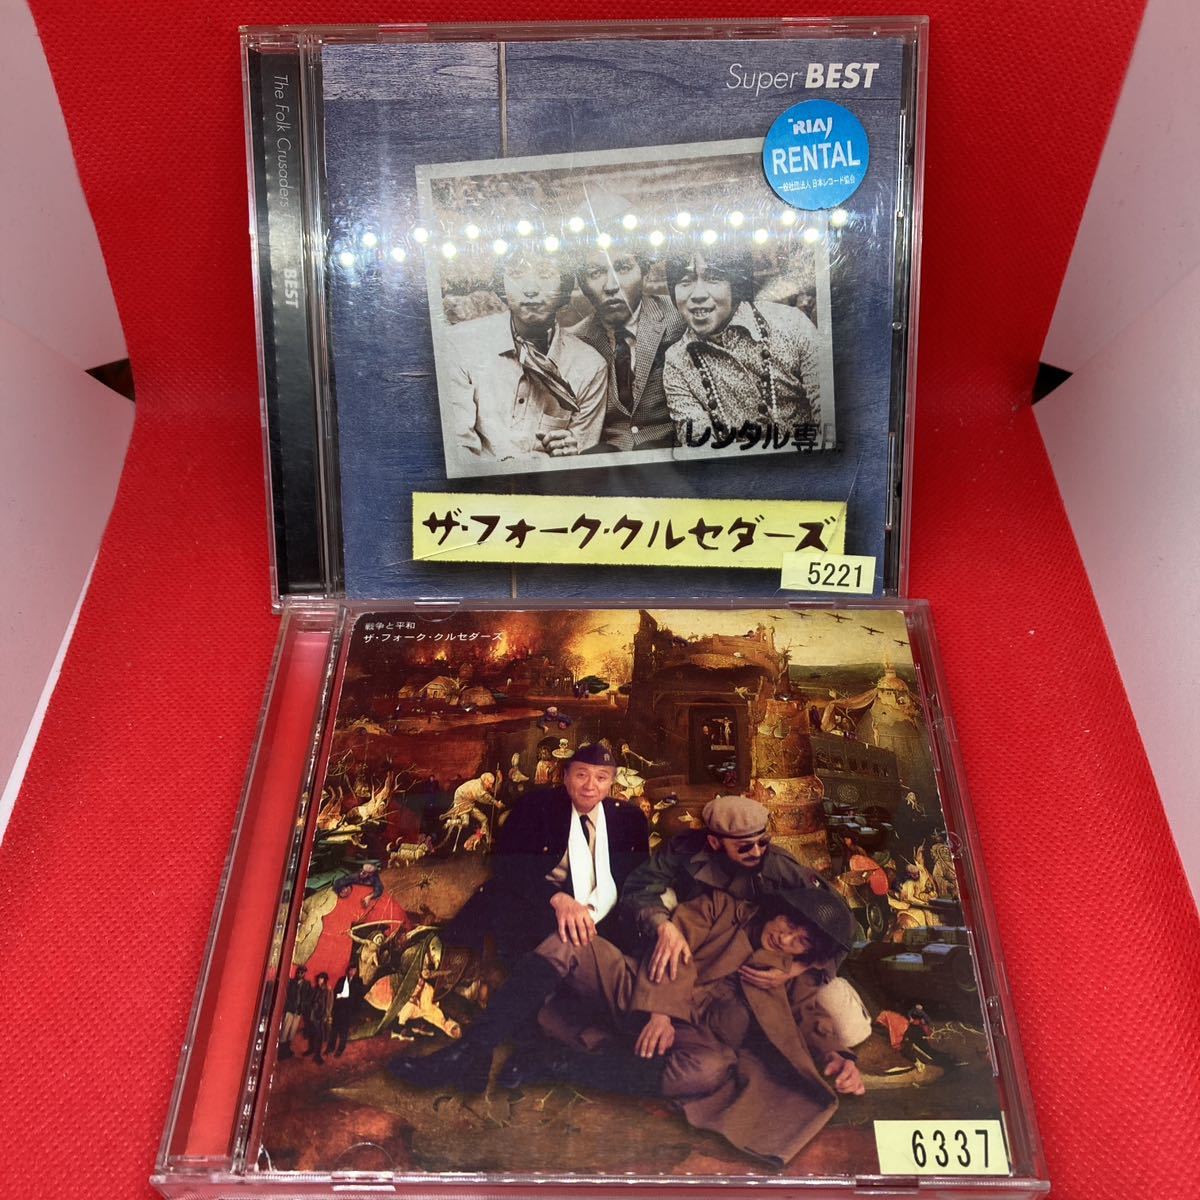 The Folk Crusaders
BEST
Super BEST
RIAJ
RENTAL
一般社団法人 日本レコード協会
レンタル専
ザ・フォーク・クルセダーズ
5221
戦争と平和
ザ・フォーク・クルセダーズ
6337